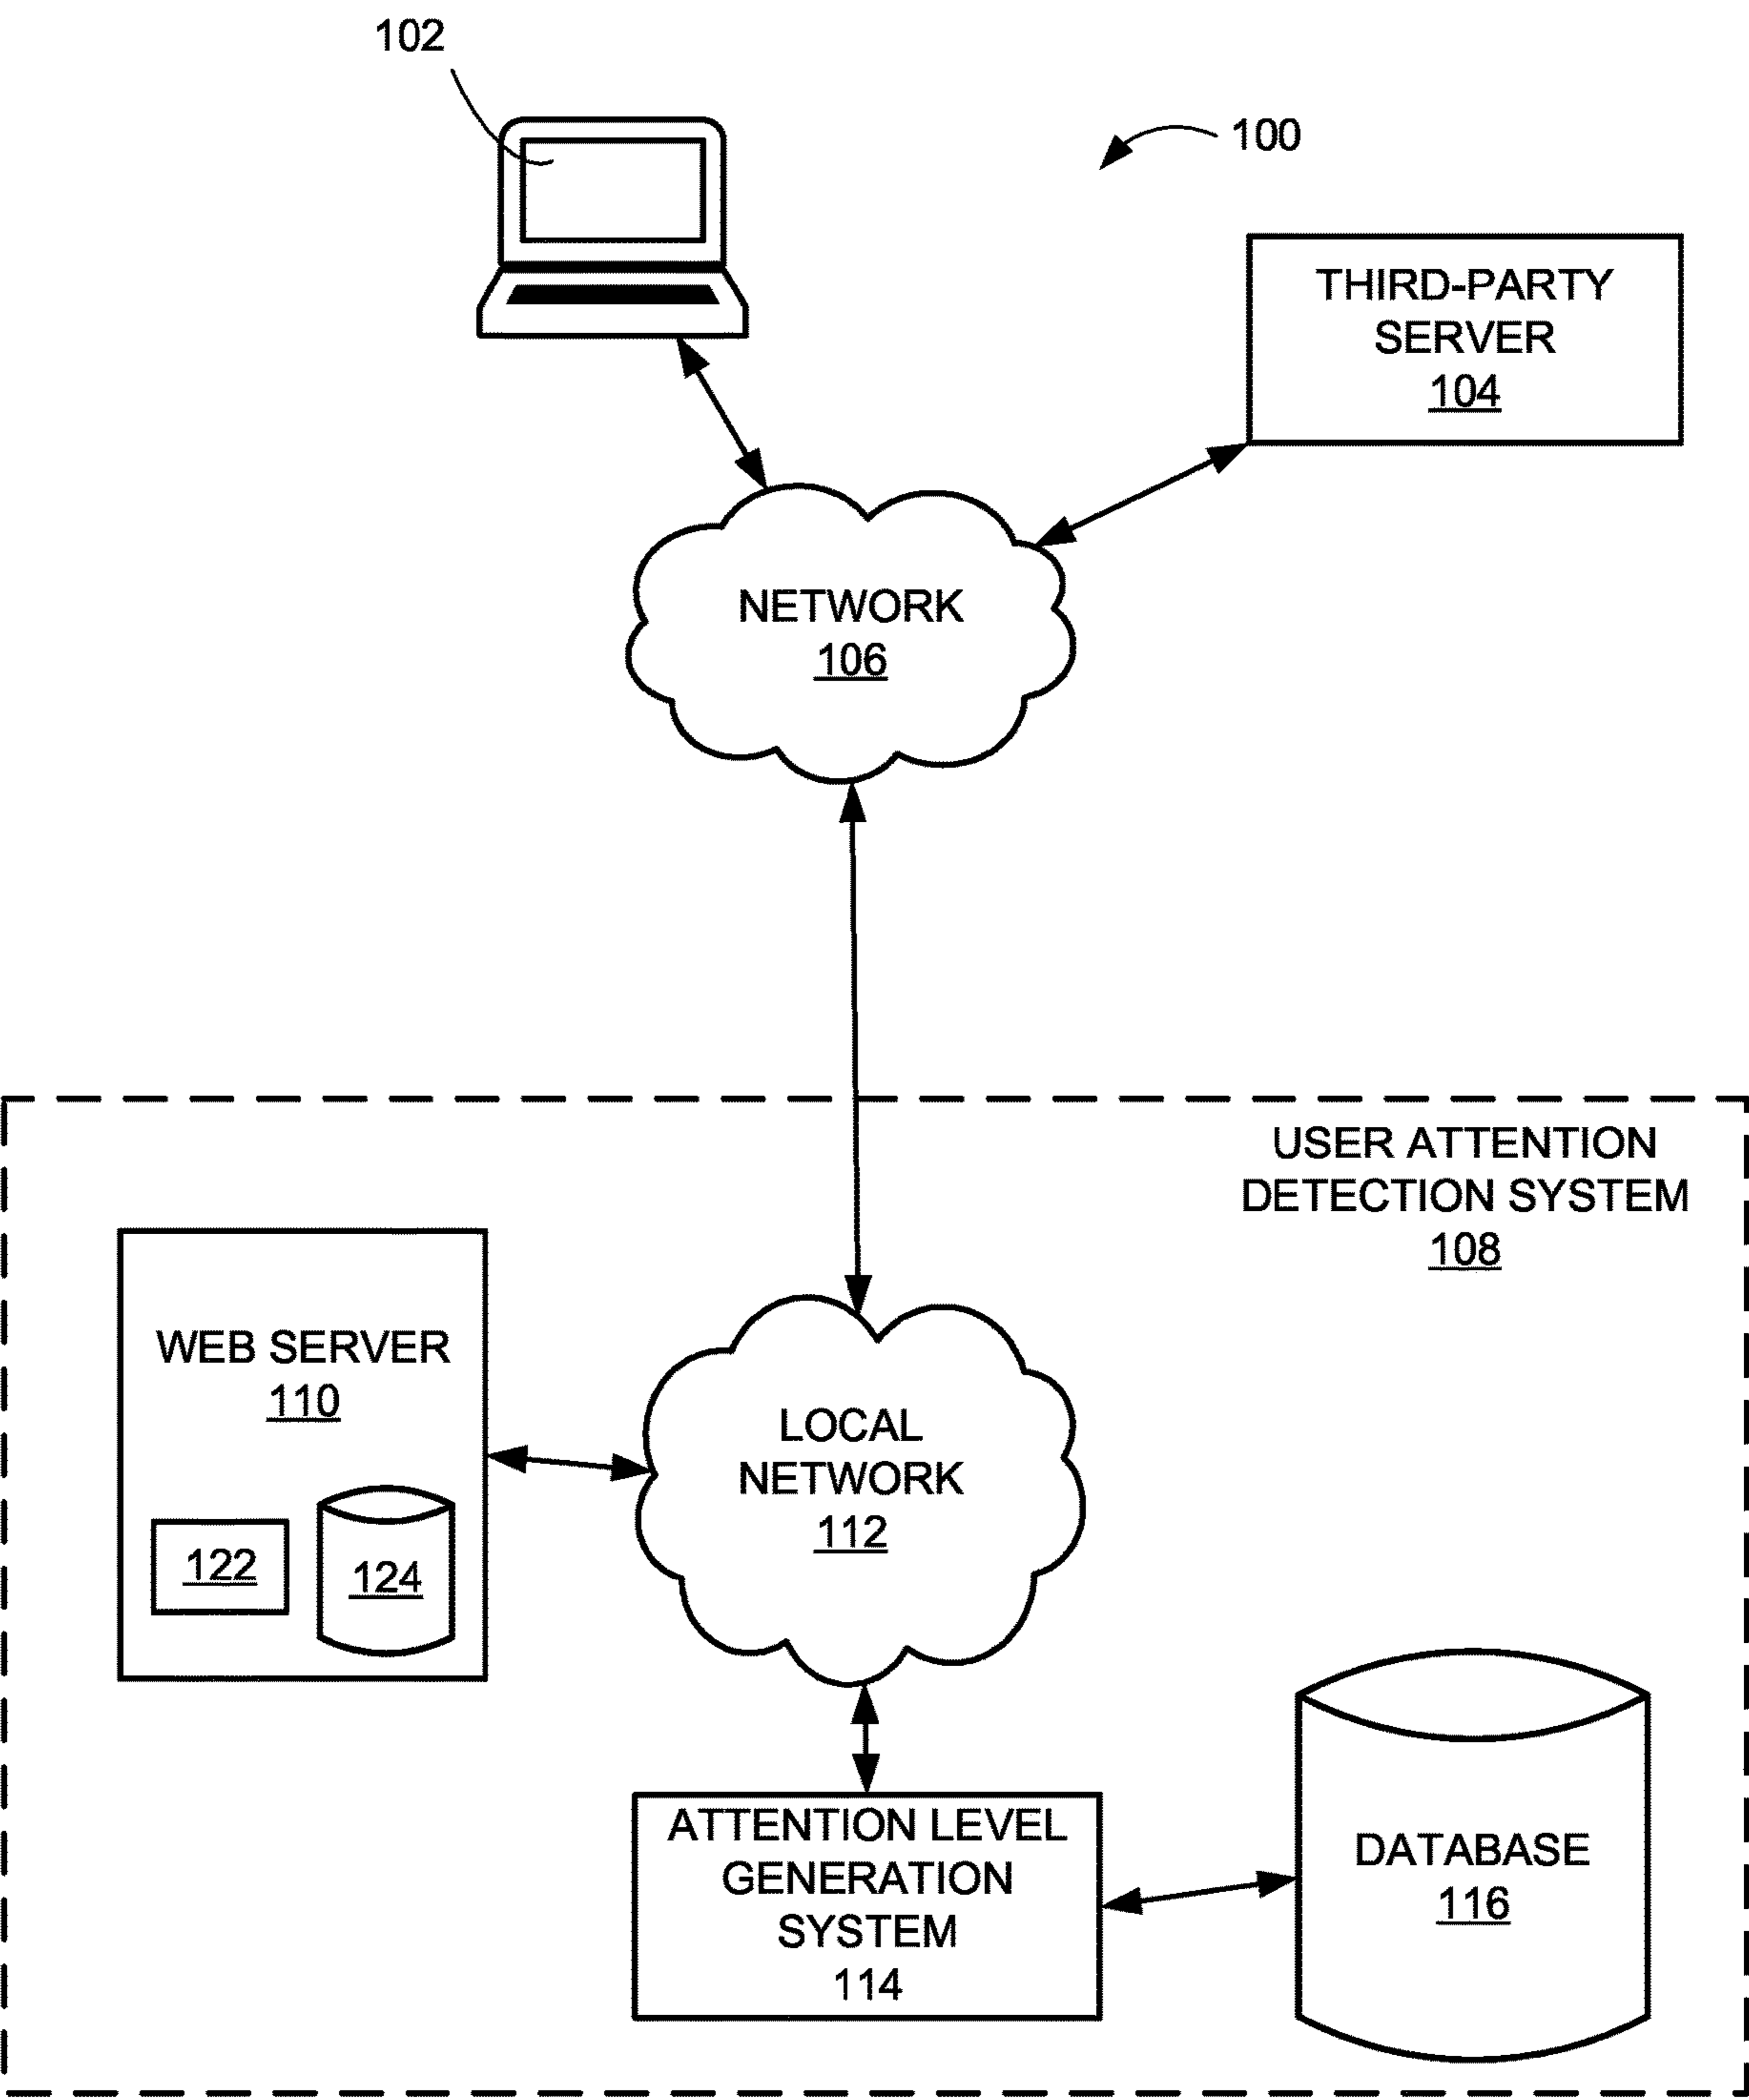 102
100
THIRD-PARTY
SERVER
104
NETWORK
106
USER ATTENTION
DETECTION SYSTEM
108
WEB SERVER
110
122
124
LOCAL
NETWORK
112
ATTENTION LEVEL
GENERATION
SYSTEM
114
DATABASE
116